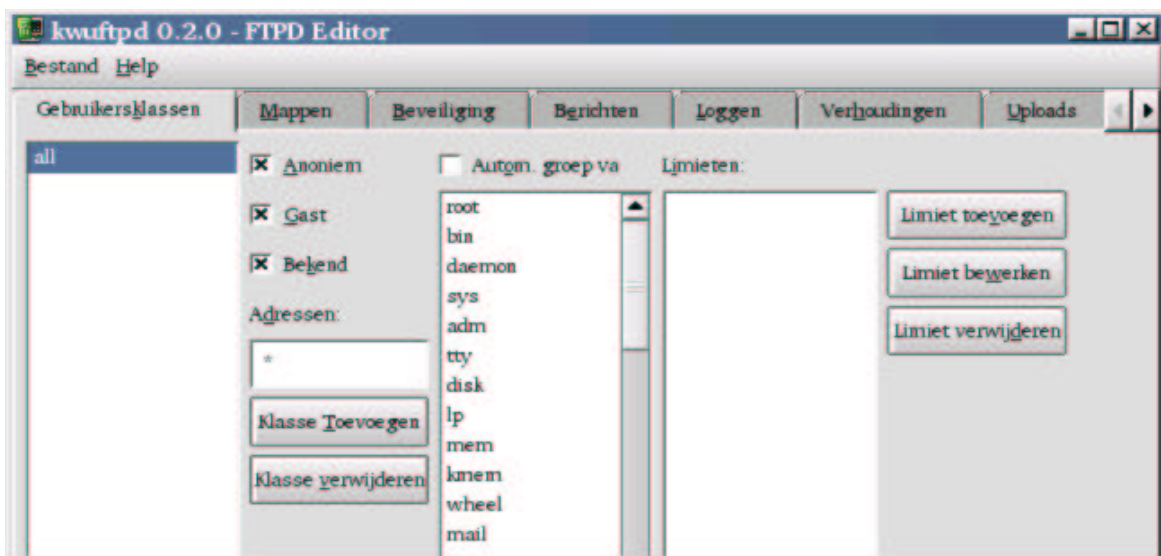 kwuftpd 0.2.0 - FTPD Editor
Bestand Help
Gebruikersklassen Mappen Beveiliging Berichten Loggen Verhoudingen Uploads
all
Anoniem
Gast
Bekend
Adressen:
*
Klasse Toevoegen
Klasse verwijderen
Autom. groep va
root
bin
daemon
sys
adm
tty
disk
lp
mem
kmem
wheel
mail
Limieten:
Limiet toevoegen
Limiet bewerken
Limiet verwijderen